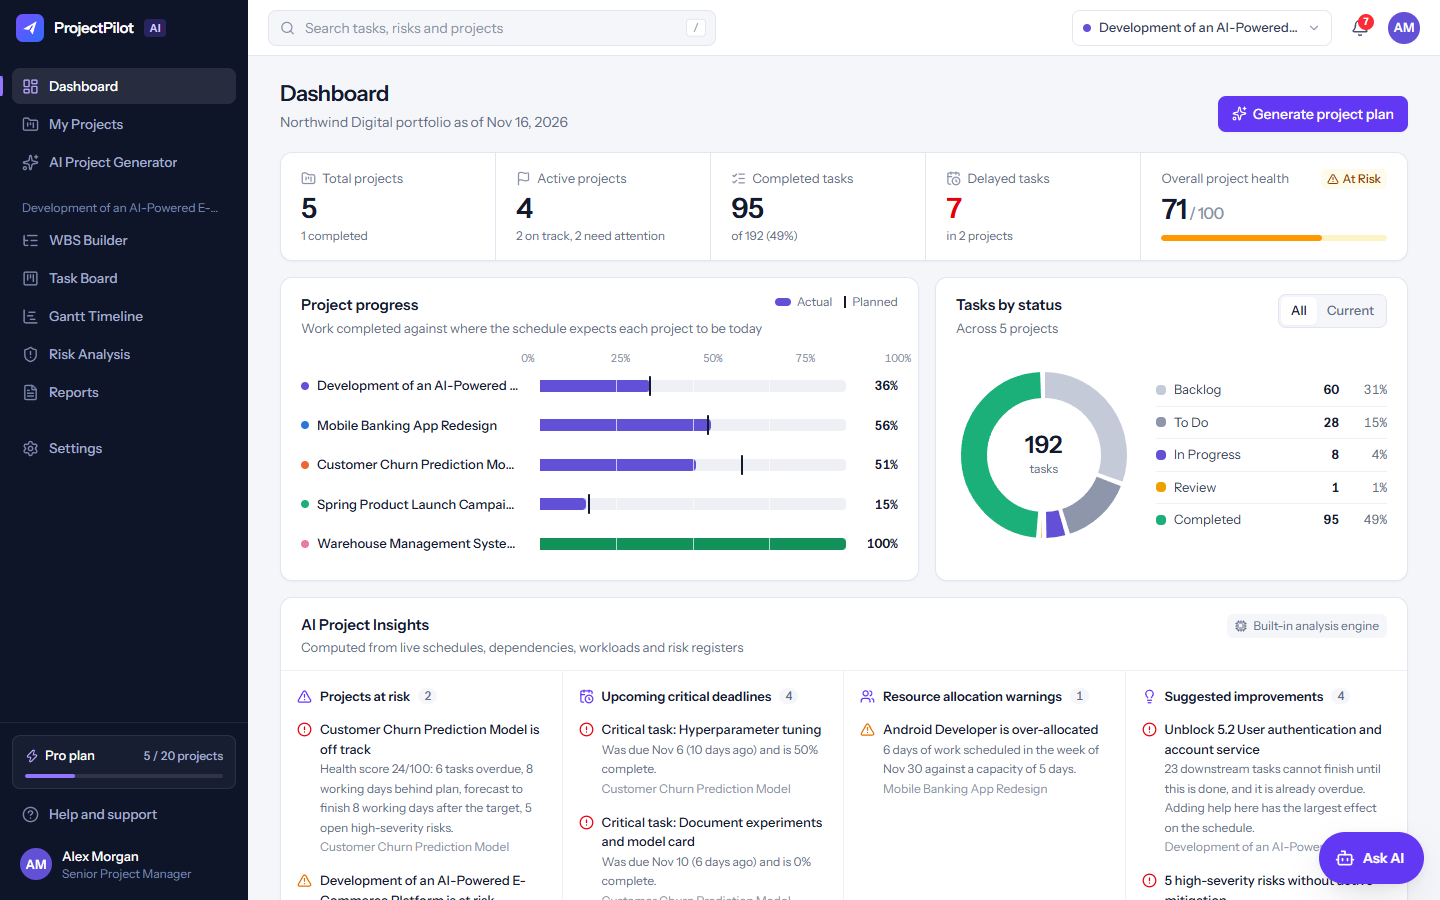 ProjectPilot AI
Search tasks, risks and projects /
Development of an AI-Powered...
7
AM
Dashboard
My Projects
AI Project Generator
Development of an AI-Powered E-...
WBS Builder
Task Board
Gantt Timeline
Risk Analysis
Reports
Settings
Pro plan 5 / 20 projects
Help and support
AM
Alex Morgan
Senior Project Manager
Dashboard
Northwind Digital portfolio as of Nov 16, 2026
Generate project plan
Total projects
5
1 completed
Active projects
4
2 on track, 2 need attention
Completed tasks
95
of 192 (49%)
Delayed tasks
7
in 2 projects
Overall project health At Risk
71 / 100
Project progress
Actual Planned
Work completed against where the schedule expects each project to be today
0% 25% 50% 75% 100%
Development of an AI-Powered ... 36%
Mobile Banking App Redesign 56%
Customer Churn Prediction Mo... 51%
Spring Product Launch Campai... 15%
Warehouse Management Syste... 100%
Tasks by status
Across 5 projects
All Current
192
tasks
Backlog 60 31%
To Do 28 15%
In Progress 8 4%
Review 1 1%
Completed 95 49%
AI Project Insights
Computed from live schedules, dependencies, workloads and risk registers
Built-in analysis engine
Projects at risk 2
Customer Churn Prediction Model is
off track
Health score 24/100: 6 tasks overdue, 8
working days behind plan, forecast to
finish 8 working days after the target, 5
open high-severity risks.
Customer Churn Prediction Model
Development of an AI-Powered E-
Commerce Platform is at risk
Upcoming critical deadlines 4
Critical task: Hyperparameter tuning
Was due Nov 6 (10 days ago) and is 50%
complete.
Customer Churn Prediction Model
Critical task: Document experiments
and model card
Was due Nov 10 (6 days ago) and is 0%
complete.
Customer Churn Prediction Model
Resource allocation warnings 1
Android Developer is over-allocated
6 days of work scheduled in the week of
Nov 30 against a capacity of 5 days.
Mobile Banking App Redesign
Suggested improvements 4
Unblock 5.2 User authentication and
account service
23 downstream tasks cannot finish until
this is done, and it is already overdue.
Adding help here has the largest effect
on the schedule.
Development of an AI-Power
5 high-severity risks without active
mitigation
Ask AI